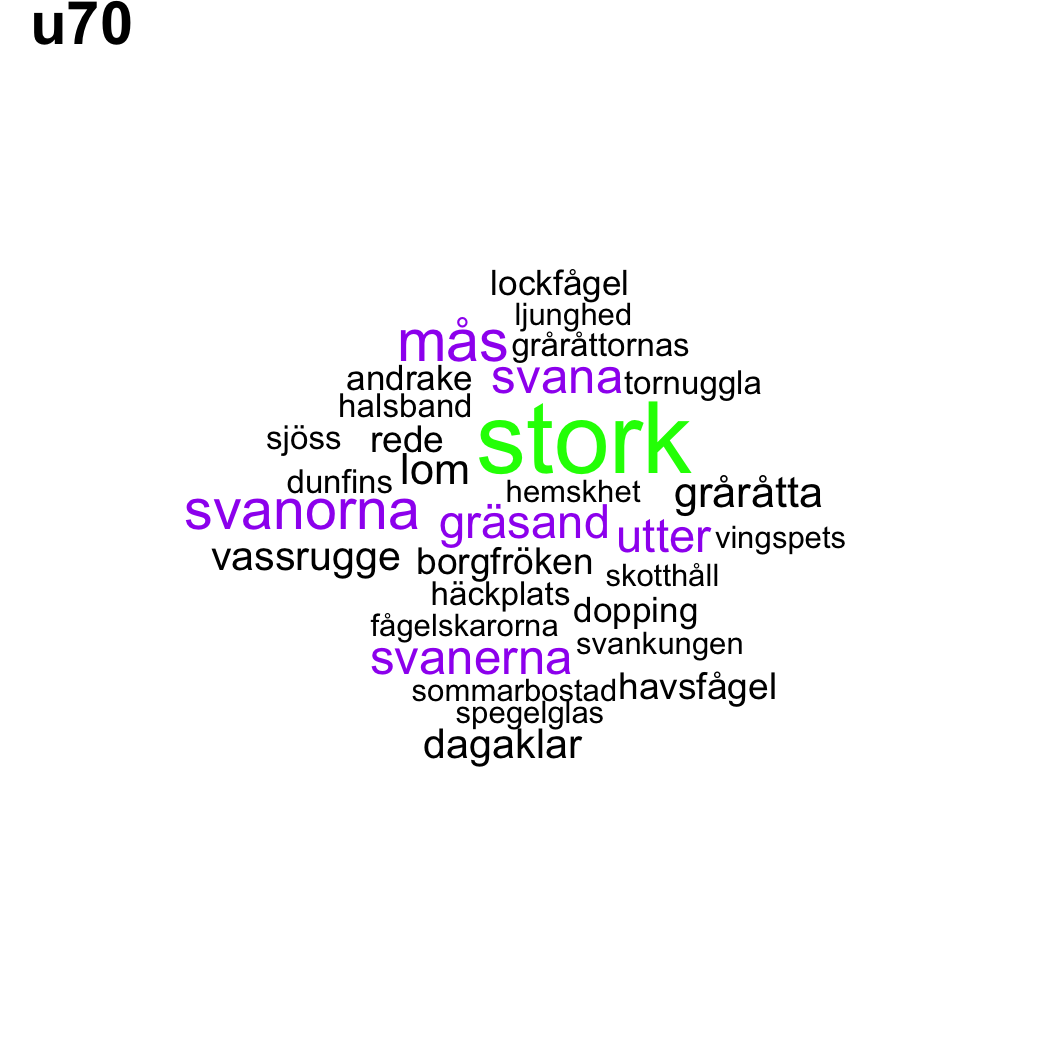 u70
lockfågel
ljunghed
mås gråråttornas
andrake svana tornuggla
halsband
stork
sjöss rede
lom
dunfins hemskhet gråråtta
svanorna gräsand utter vingspets
vassrugge borgfröken skotthåll
häckplats dopping
fågelskarorna
svanerna svankungen
sommarbostad havsfågel
spegelglas
dagaklar